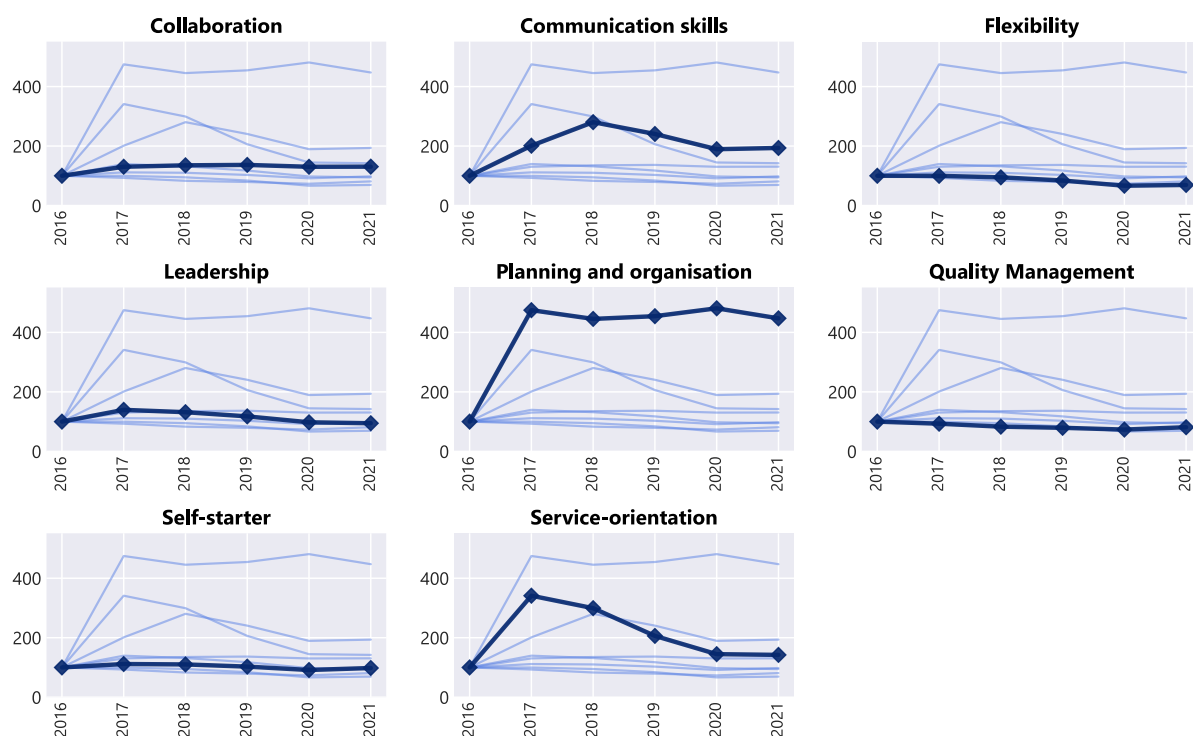 Collaboration
400
200
0
2016 2017 2018 2019 2020 2021
Communication skills
400
200
0
2016 2017 2018 2019 2020 2021
Flexibility
400
200
0
2016 2017 2018 2019 2020 2021
Leadership
400
200
0
2016 2017 2018 2019 2020 2021
Planning and organisation
400
200
0
2016 2017 2018 2019 2020 2021
Quality Management
400
200
0
2016 2017 2018 2019 2020 2021
Self-starter
400
200
0
2016 2017 2018 2019 2020 2021
Service-orientation
400
200
0
2016 2017 2018 2019 2020 2021